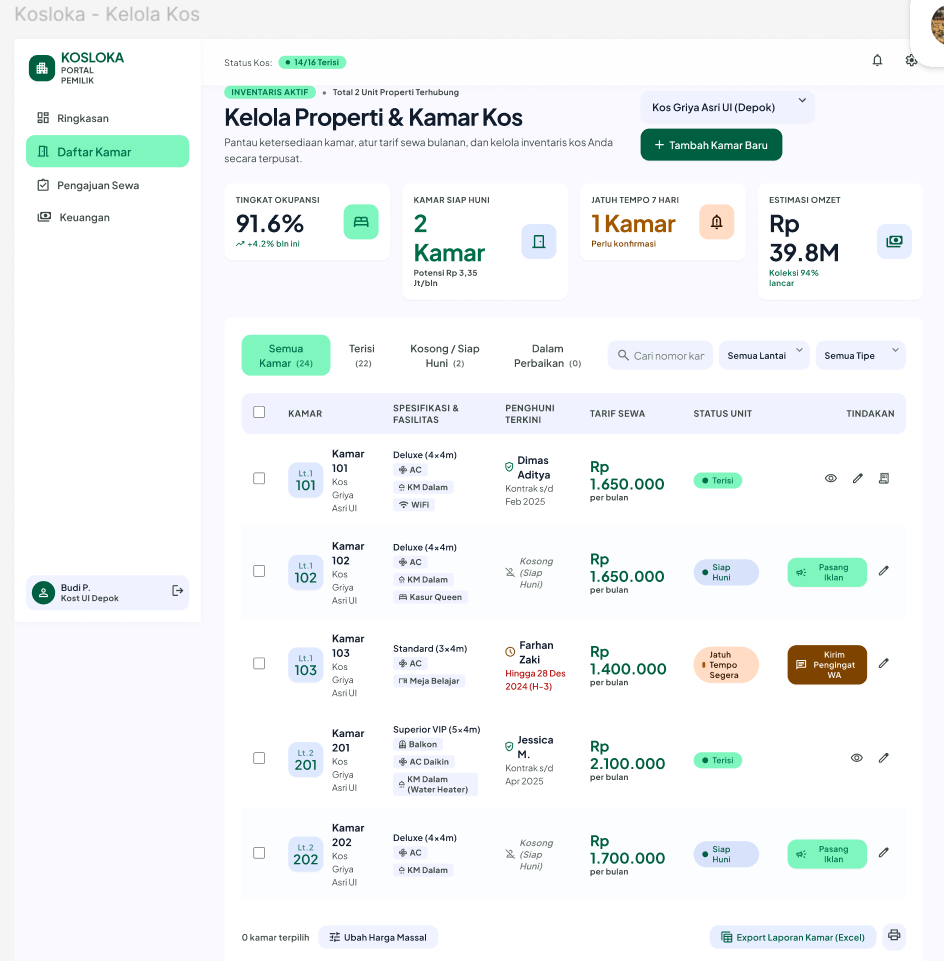 Kosloka - Kelola Kos
KOSLOKA
PORTAL
PEMILIK
Ringkasan
Daftar Kamar
Pengajuan Sewa
Keuangan
Budi P.
Kost UI Depok
Status Kos: 14/16 Terisi
INVENTARIS AKTIF • Total 2 Unit Properti Terhubung
Kelola Properti & Kamar Kos
Pantau ketersediaan kamar, atur tarif sewa bulanan, dan kelola inventaris kos Anda
secara terpusat.
Kos Griya Asri UI (Depok)
+ Tambah Kamar Baru
TINGKAT OKUPANSI
91.6%
+4.2% bln ini
KAMAR SIAP HUNI
2
Kamar
Potensi Rp 3,35
Jt/bln
JATUH TEMPO 7 HARI
1 Kamar
Perlu konfirmasi
ESTIMASI OMZET
Rp
39.8M
Koleksi 94%
lancar
Semua
Kamar (24)
Terisi
(22)
Kosong / Siap
Huni (2)
Dalam
Perbaikan (0)
Cari nomor kar
Semua Lantai
Semua Tipe
KAMAR
SPESIFIKASI &
FASILITAS
PENGHUNI
TERKINI
TARIF SEWA
STATUS UNIT
TINDAKAN
Lt.1
101
Kamar
101
Kos
Griya
Asri UI
Deluxe (4x4m)
AC
KM Dalam
WiFi
Dimas
Aditya
Kontrak s/d
Feb 2025
Rp
1.650.000
per bulan
Terisi
Lt.1
102
Kamar
102
Kos
Griya
Asri UI
Deluxe (4x4m)
AC
KM Dalam
Kasur Queen
Kosong
(Siap
Huni)
Rp
1.650.000
per bulan
Siap
Huni
Pasang
Iklan
Lt.1
103
Kamar
103
Kos
Griya
Asri UI
Standard (3x4m)
AC
Meja Belajar
Farhan
Zaki
Hingga 28 Des
2024 (H-3)
Rp
1.400.000
per bulan
Jatuh
Tempo
Segera
Kirim
Pengingat
WA
Lt.2
201
Kamar
201
Kos
Griya
Asri UI
Superior VIP (5x4m)
Balkon
AC Daikin
KM Dalam
(Water Heater)
Jessica
M.
Kontrak s/d
Apr 2025
Rp
2.100.000
per bulan
Terisi
Lt.2
202
Kamar
202
Kos
Griya
Asri UI
Deluxe (4x4m)
AC
KM Dalam
Kosong
(Siap
Huni)
Rp
1.700.000
per bulan
Siap
Huni
Pasang
Iklan
0 kamar terpilih
Ubah Harga Massal
Export Laporan Kamar (Excel)